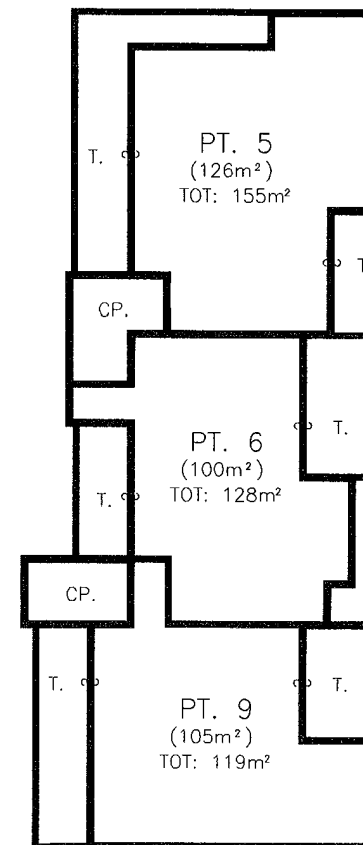 PT. 5
(126m²)
TOT: 155m²
T.
T
CP.
PT. 6
(100m²)
TOT: 128m²
T.
T.
CP.
PT. 9
(105m²)
TOT: 119m²
T.
T.